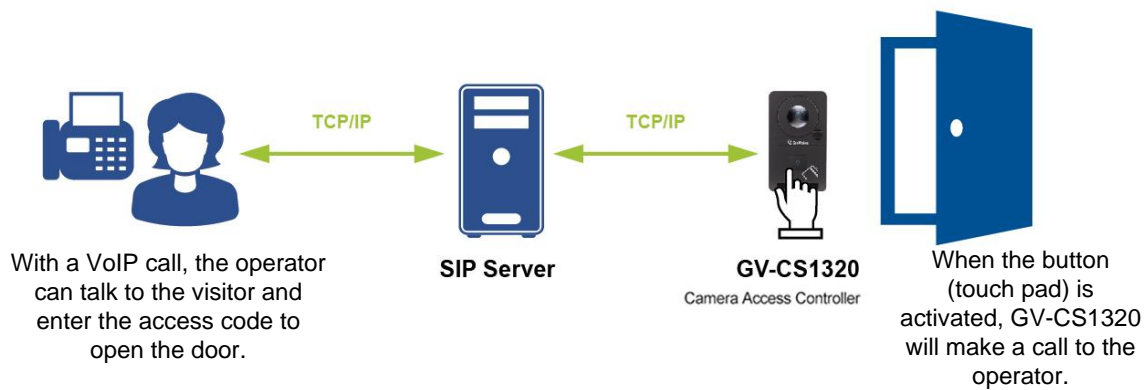 TCP/IP
TCP/IP
With a VoIP call, the operator
can talk to the visitor and
enter the access code to
open the door.
SIP Server
GV-CS1320
Camera Access Controller
When the button
(touch pad) is
activated, GV-CS1320
will make a call to the
operator.